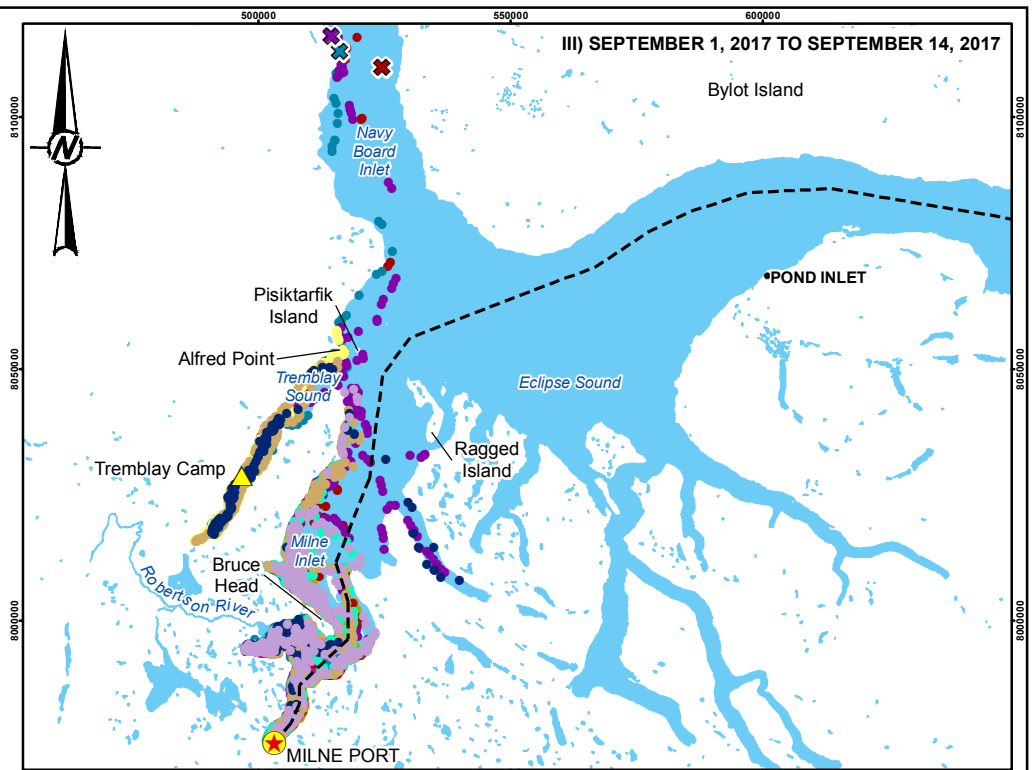 500000
550000
600000
III) SEPTEMBER 1, 2017 TO SEPTEMBER 14, 2017
Bylot Island
8100000
8100000
N
Navy
Board
Inlet
POND INLET
Pisiktarfik
Island
Alfred Point
8050000
8050000
Tremblay
Sound
Eclipse Sound
Ragged
Island
Tremblay Camp
Milne
Inlet
Bruce
Head
Robertson River
8000000
8000000
MILNE PORT